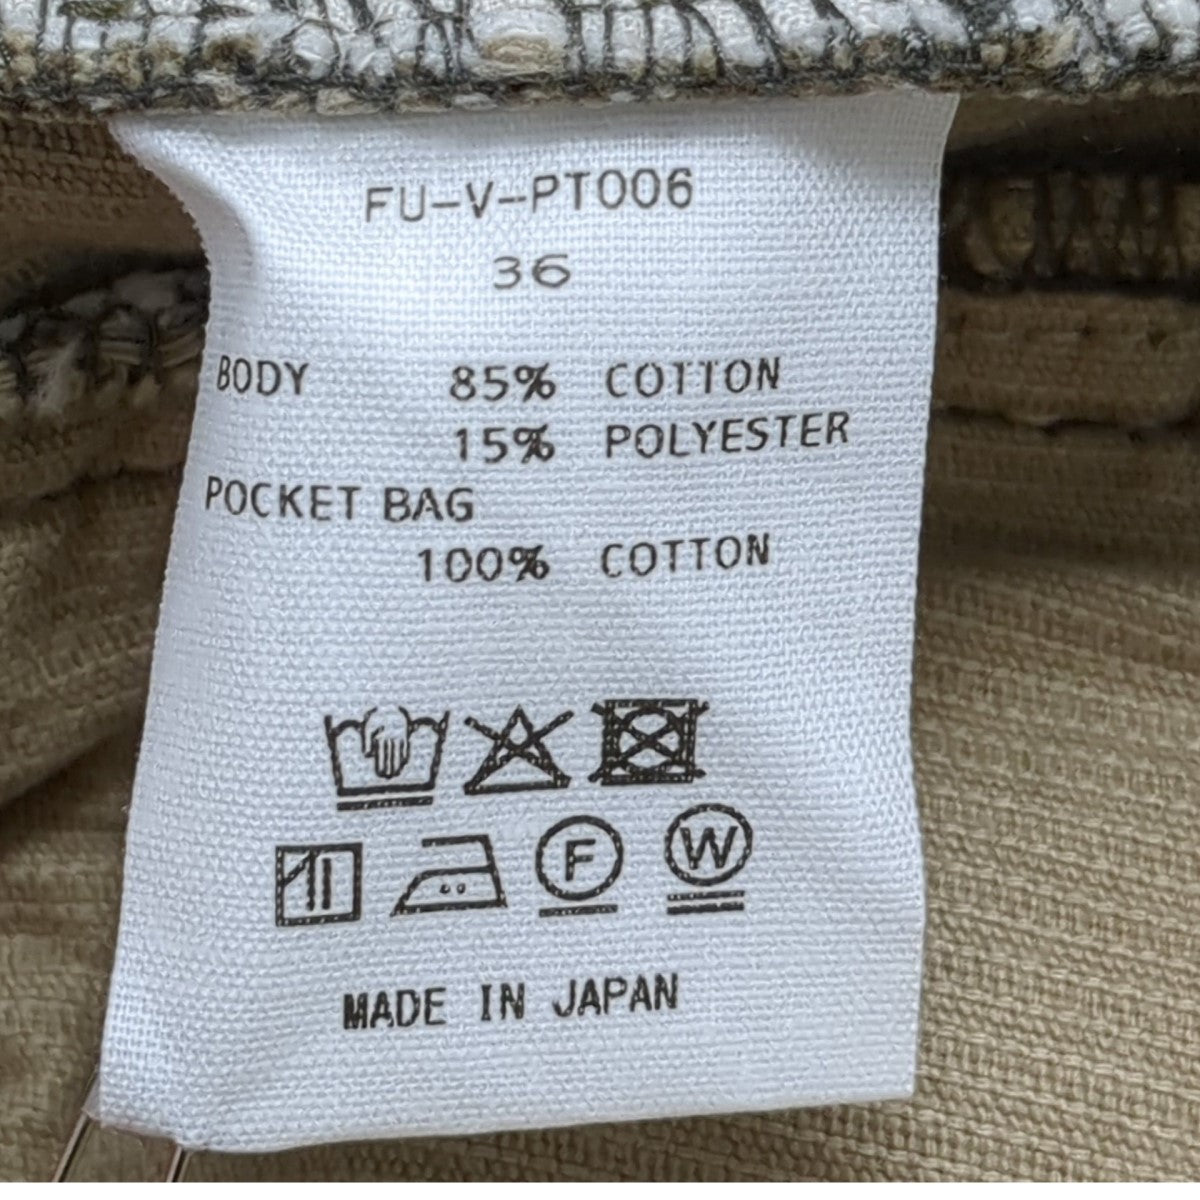 FU-V-PT006
36
BODY 85% COTTON
15% POLYESTER
POCKET BAG
100% COTTON
F W
MADE IN JAPAN